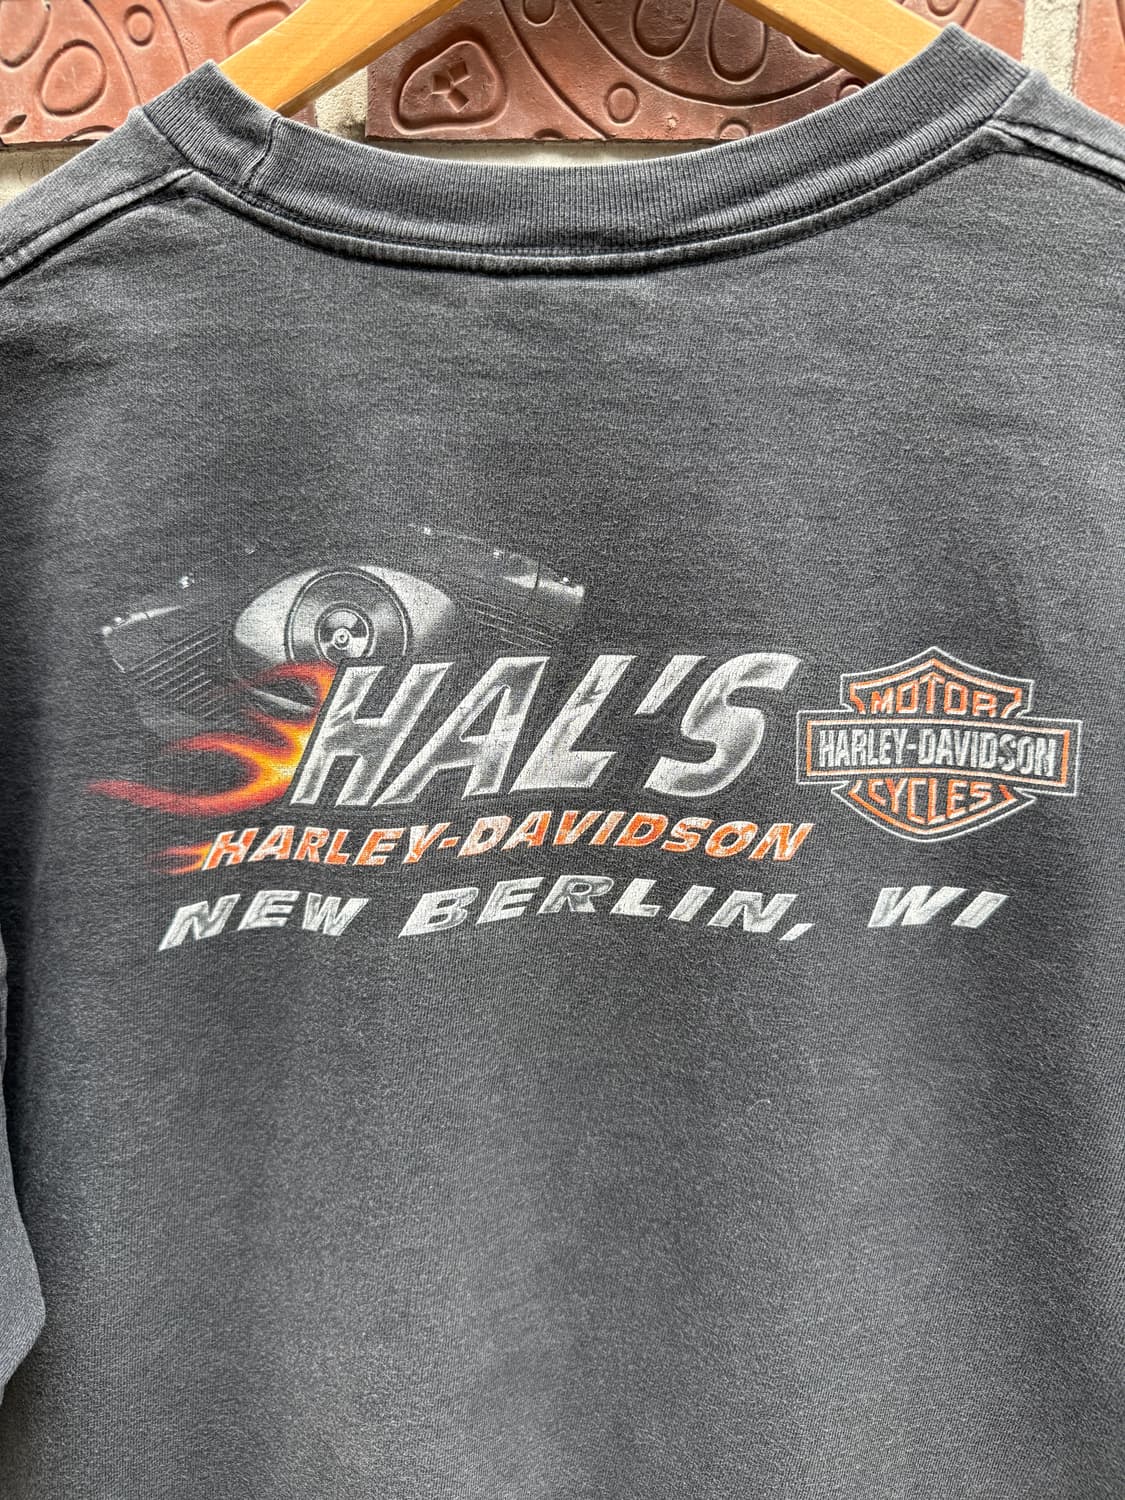 HAL'S
MOTOR
HARLEY-DAVIDSON
CYCLES
HARLEY-DAVIDSON
NEW BERLIN, WI